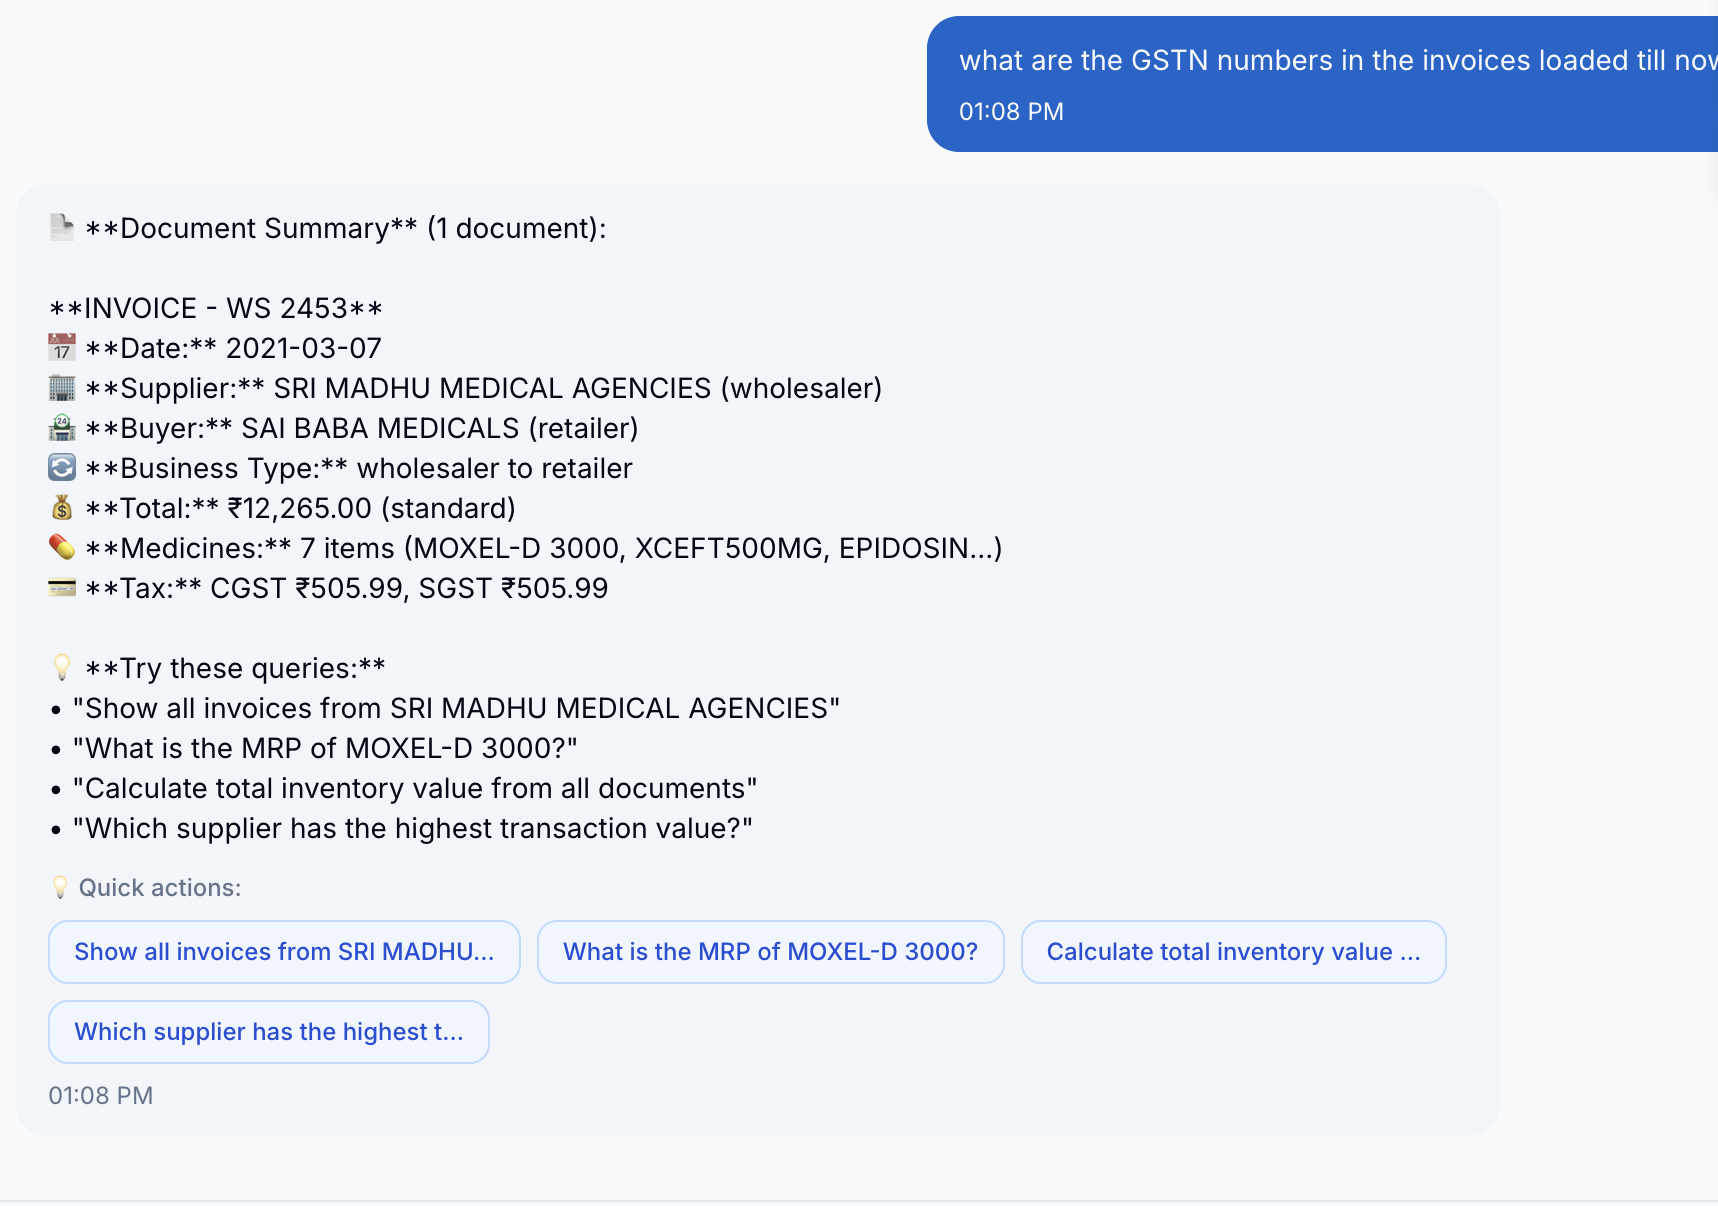 what are the GSTN numbers in the invoices loaded till now
01:08 PM
**Document Summary** (1 document):
**INVOICE - WS 2453**
**Date:** 2021-03-07
**Supplier:** SRI MADHU MEDICAL AGENCIES (wholesaler)
**Buyer:** SAI BABA MEDICALS (retailer)
**Business Type:** wholesaler to retailer
**Total:** ₹12,265.00 (standard)
**Medicines:** 7 items (MOXEL-D 3000, XCEFT500MG, EPIDOSIN...)
**Tax:** CGST ₹505.99, SGST ₹505.99
**Try these queries:**
• "Show all invoices from SRI MADHU MEDICAL AGENCIES"
• "What is the MRP of MOXEL-D 3000?"
• "Calculate total inventory value from all documents"
• "Which supplier has the highest transaction value?"
Quick actions:
Show all invoices from SRI MADHU...
What is the MRP of MOXEL-D 3000?
Calculate total inventory value ...
Which supplier has the highest t...
01:08 PM